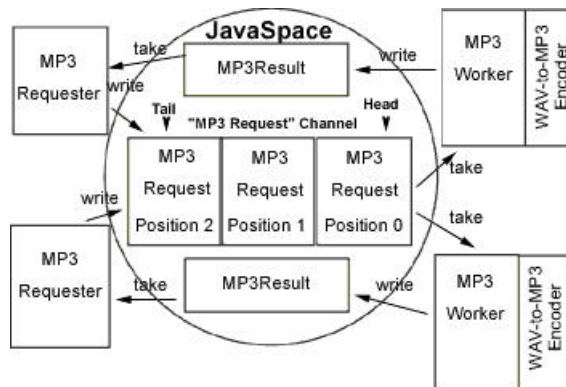 JavaSpace
MP3
Requester
take
write
MP3Result
write
MP3
Worker
WAV-to-MP3
Encoder
Tail
"MP3 Request" Channel
Head
MP3
Request
Position 2
MP3
Request
Position 1
MP3
Request
Position 0
take
take
write
MP3
Requester
take
MP3Result
write
MP3
Worker
WAV-to-MP3
Encoder